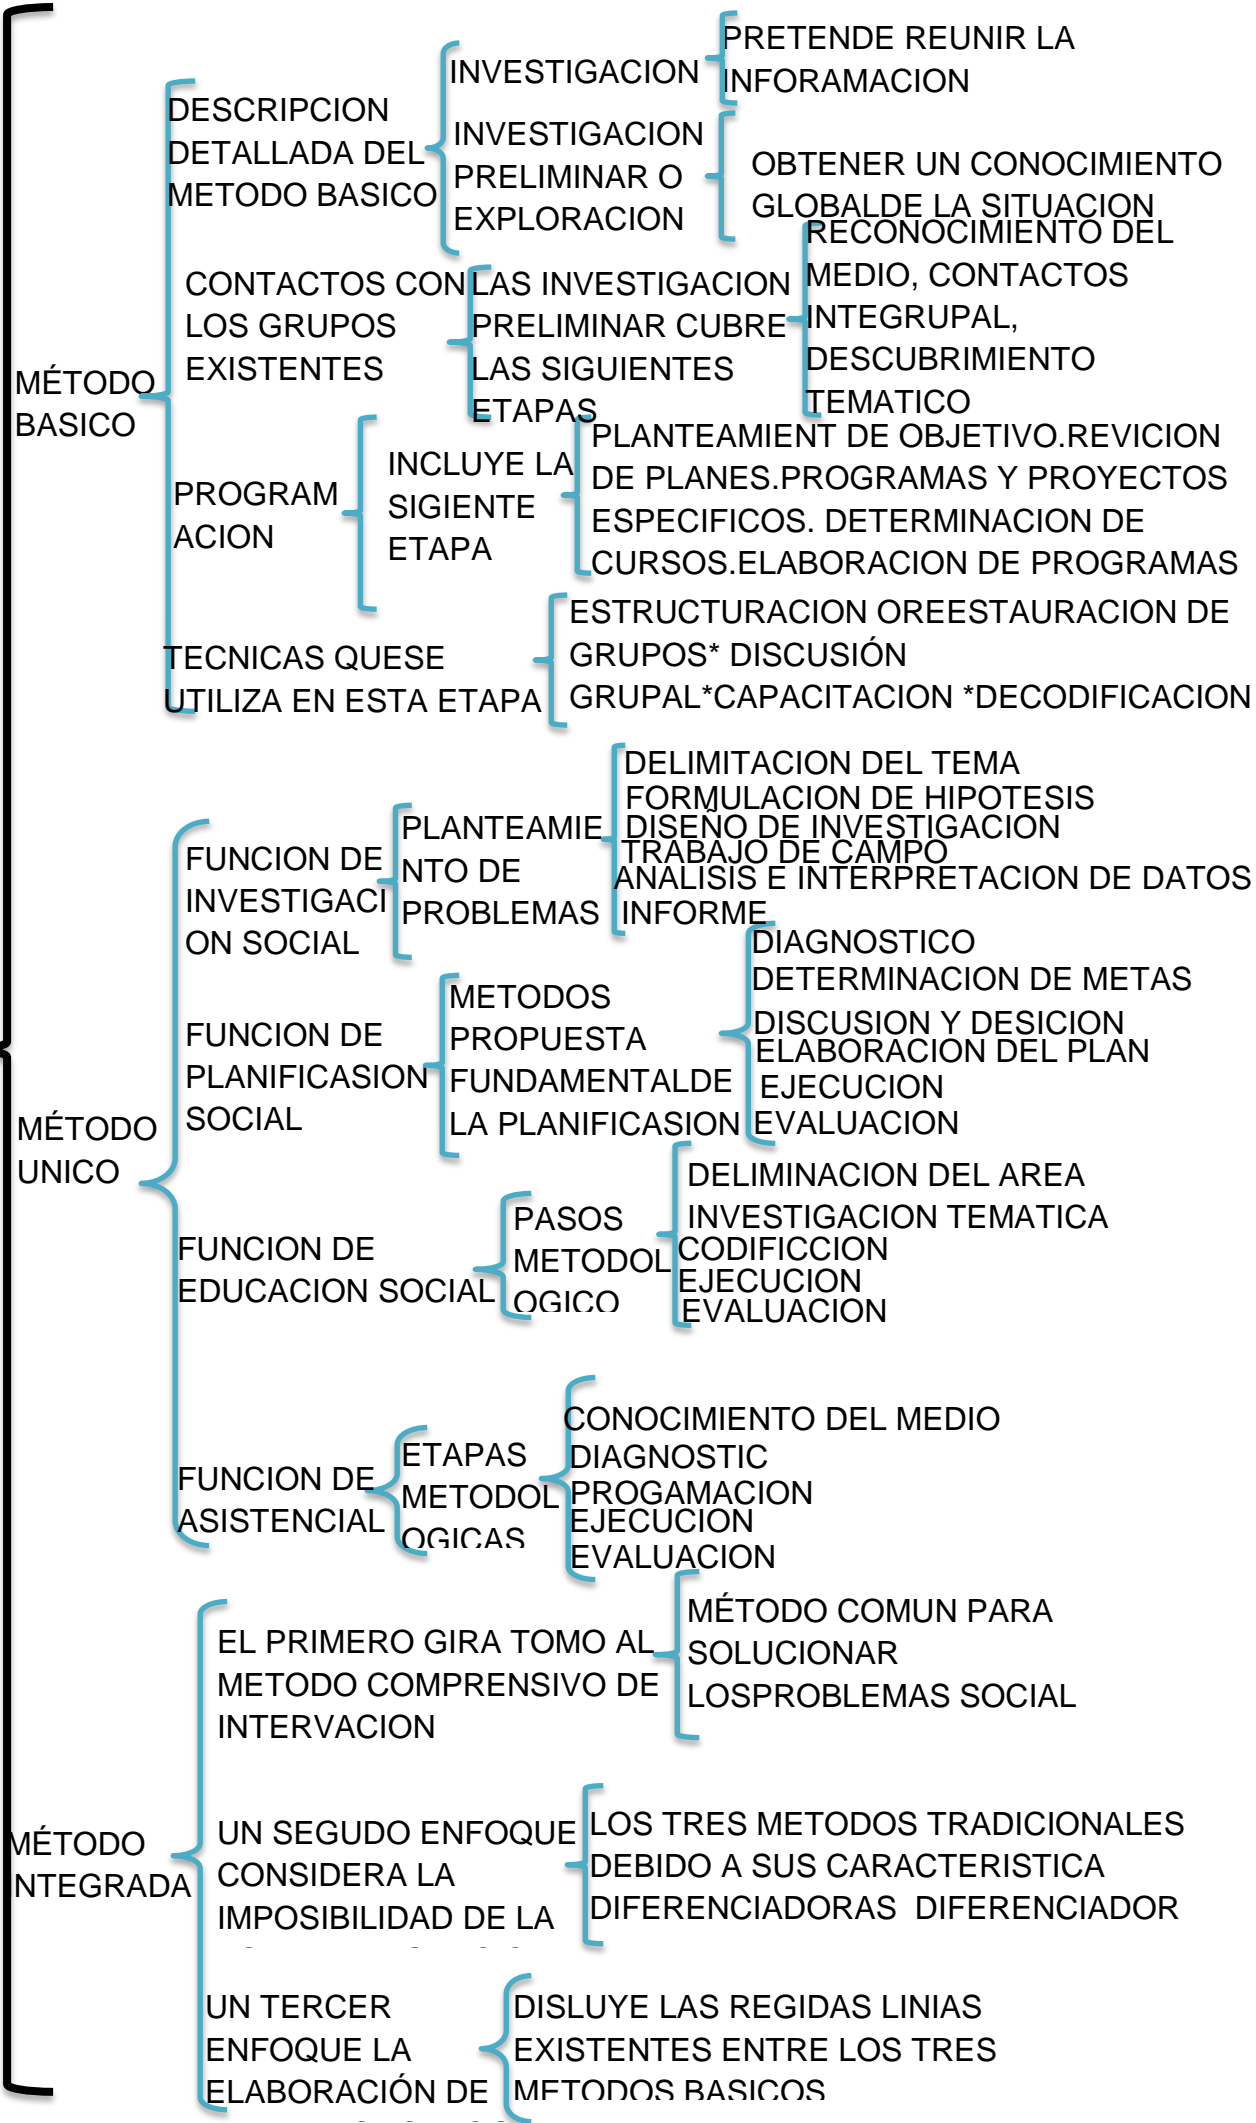 MÉTODO
BASICO
DESCRIPCION
DETALLADA DEL
METODO BASICO
INVESTIGACION
PRETENDE REUNIR LA
INFORAMACION
INVESTIGACION
PRELIMINAR O
EXPLORACION
OBTENER UN CONOCIMIENTO
GLOBALDE LA SITUACION
CONTACTOS CON
LOS GRUPOS
EXISTENTES
LAS INVESTIGACION
PRELIMINAR CUBRE
LAS SIGUIENTES
ETAPAS
RECONOCIMIENTO DEL
MEDIO, CONTACTOS
INTEGRUPAL,
DESCUBRIMIENTO
TEMATICO
PROGRAM
ACION
INCLUYE LA
SIGIENTE
ETAPA
PLANTEAMIENT DE OBJETIVO.REVICION
DE PLANES.PROGRAMAS Y PROYECTOS
ESPECIFICOS. DETERMINACION DE
CURSOS.ELABORACION DE PROGRAMAS
TECNICAS QUESE
UTILIZA EN ESTA ETAPA
ESTRUCTURACION OREESTAURACION DE
GRUPOS* DISCUSIÓN
GRUPAL*CAPACITACION *DECODIFICACION
MÉTODO
UNICO
FUNCION DE
INVESTIGACI
ON SOCIAL
PLANTEAMIE
NTO DE
PROBLEMAS
DELIMITACION DEL TEMA
FORMULACION DE HIPOTESIS
DISEÑO DE INVESTIGACION
TRABAJO DE CAMPO
ANALISIS E INTERPRETACION DE DATOS
INFORME
FUNCION DE
PLANIFICASION
SOCIAL
METODOS
PROPUESTA
FUNDAMENTALDE
LA PLANIFICASION
DIAGNOSTICO
DETERMINACION DE METAS
DISCUSION Y DESICION
ELABORACION DEL PLAN
EJECUCION
EVALUACION
FUNCION DE
EDUCACION SOCIAL
PASOS
METODOL
OGICO
DELIMINACION DEL AREA
INVESTIGACION TEMATICA
CODIFICCION
EJECUCION
EVALUACION
FUNCION DE
ASISTENCIAL
ETAPAS
METODOL
OGICAS
CONOCIMIENTO DEL MEDIO
DIAGNOSTIC
PROGAMACION
EJECUCION
EVALUACION
MÉTODO
INTEGRADA
EL PRIMERO GIRA TOMO AL
METODO COMPRENSIVO DE
INTERVACION
MÉTODO COMUN PARA
SOLUCIONAR
LOSPROBLEMAS SOCIAL
UN SEGUDO ENFOQUE
CONSIDERA LA
IMPOSIBILIDAD DE LA
LOS TRES METODOS TRADICIONALES
DEBIDO A SUS CARACTERISTICA
DIFERENCIADORAS DIFERENCIADOR
UN TERCER
ENFOQUE LA
ELABORACIÓN DE
DISLUYE LAS REGIDAS LINIAS
EXISTENTES ENTRE LOS TRES
METODOS BASICOS